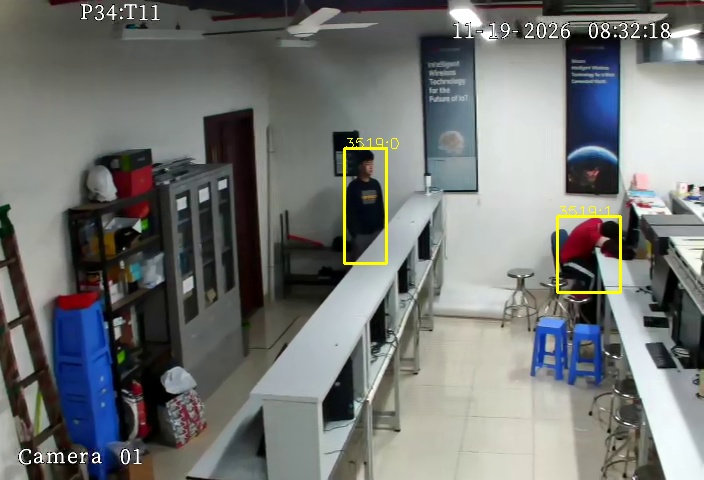 P34:T11
11-19-2026 08:32:18
Intelligent
Wireless
Technology
for the
Future of IoT
3519:0
3519:1
Camera 01